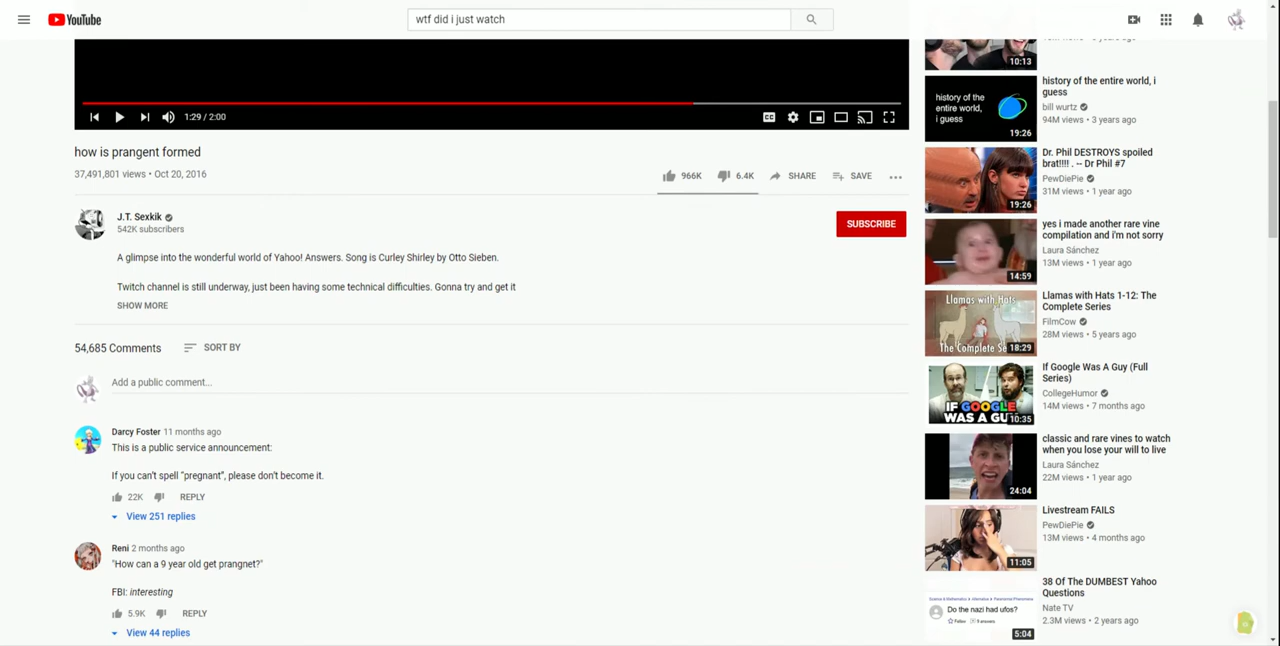 YouTube
wtf did i just watch
1:29 / 2:00
how is prangent formed
37,491,801 views • Oct 20, 2016
966K
6.4K
SHARE
SAVE
J.T. Sexkik
542K subscribers
SUBSCRIBE
A glimpse into the wonderful world of Yahoo! Answers. Song is Curley Shirley by Otto Sieben.
Twitch channel is still underway, just been having some technical difficulties. Gonna try and get it
SHOW MORE
54,685 Comments
SORT BY
Add a public comment...
Darcy Foster 11 months ago
This is a public service announcement:
If you can't spell "pregnant", please don't become it.
22K
REPLY
View 251 replies
Reni 2 months ago
"How can a 9 year old get prangnet?"
FBI: interesting
5.9K
REPLY
View 44 replies
10:13
history of the
entire world,
i guess
19:26
history of the entire world, i
guess
bill wurtz
94M views • 3 years ago
19:26
Dr. Phil DESTROYS spoiled
brat!!!! . -- Dr Phil #7
PewDiePie
31M views • 1 year ago
14:59
yes i made another rare vine
compilation and i'm not sorry
Laura Sánchez
13M views • 1 year ago
Llamas with Hats
The Complete Se
18:29
Llamas with Hats 1-12: The
Complete Series
FilmCow
28M views • 5 years ago
IF GOOGLE
WAS A GU
10:35
If Google Was A Guy (Full
Series)
CollegeHumor
14M views • 7 months ago
24:04
classic and rare vines to watch
when you lose your will to live
Laura Sánchez
22M views • 1 year ago
11:05
Livestream FAILS
PewDiePie
13M views • 4 months ago
Do the nazi had ufos?
5:04
38 Of The DUMBEST Yahoo
Questions
Nate TV
2.3M views • 2 years ago